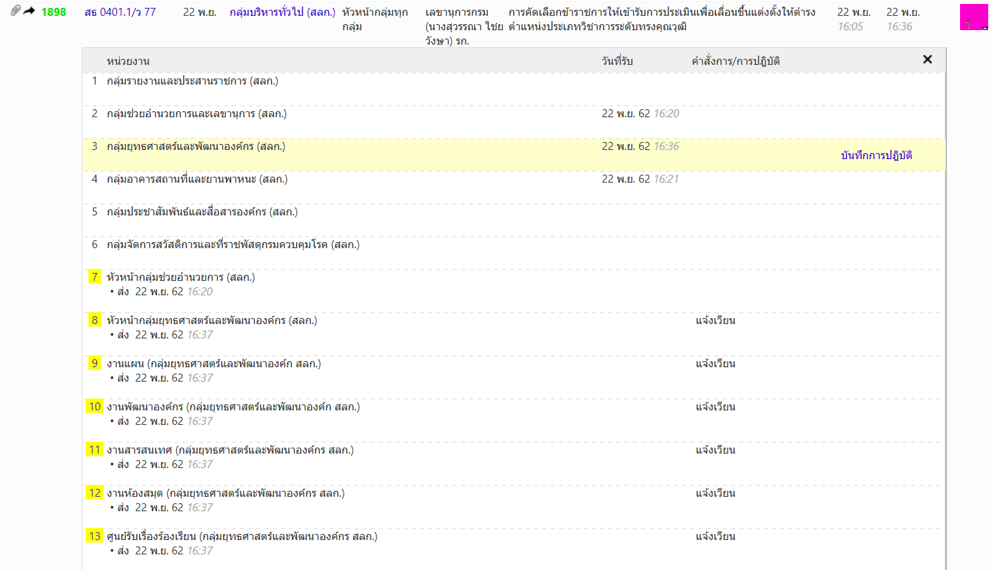 1898 สธ 0401.1/ว 77 22 พ.ย. กลุ่มบริหารทั่วไป (สลก.) หัวหน้ากลุ่มทุก เลขานุการกรม การคัดเลือกข้าราชการให้เข้ารับการประเมินเพื่อเลื่อนขึ้นแต่งตั้งให้ดำรง 22 พ.ย. 22 พ.ย.
กลุ่ม (นางสุวรรณา ไชย ตำแหน่งประเภทวิชาการระดับทรงคุณวุฒิ 16:05 16:36 1
วังษา) รก.
หน่วยงาน วันที่รับ คำสั่งการ/การปฏิบัติ
1 กลุ่มรายงานและประสานราชการ (สลก.)
2 กลุ่มช่วยอำนวยการและเลขานุการ (สลก.) 22 พ.ย. 62 16:20
3 กลุ่มยุทธศาสตร์และพัฒนาองค์กร (สลก.) 22 พ.ย. 62 16:36
บันทึกการปฏิบัติ
4 กลุ่มอาคารสถานที่และยานพาหนะ (สลก.) 22 พ.ย. 62 16:21
5 กลุ่มประชาสัมพันธ์และสื่อสารองค์กร (สลก.)
6 กลุ่มจัดการสวัสดิการและที่ราชพัสดุกรมควบคุมโรค (สลก.)
7 หัวหน้ากลุ่มช่วยอำนวยการ (สลก.)
• ส่ง 22 พ.ย. 62 16:20
8 หัวหน้ากลุ่มยุทธศาสตร์และพัฒนาองค์กร (สลก.) แจ้งเวียน
• ส่ง 22 พ.ย. 62 16:37
9 งานแผน (กลุ่มยุทธศาสตร์และพัฒนาองค์ก สลก.) แจ้งเวียน
• ส่ง 22 พ.ย. 62 16:37
10 งานพัฒนาองค์กร (กลุ่มยุทธศาสตร์และพัฒนาองค์ก สลก.) แจ้งเวียน
• ส่ง 22 พ.ย. 62 16:37
11 งานสารสนเทศ (กลุ่มยุทธศาสตร์และพัฒนาองค์กร สลก.) แจ้งเวียน
• ส่ง 22 พ.ย. 62 16:37
12 งานห้องสมุด (กลุ่มยุทธศาสตร์และพัฒนาองค์กร สลก.) แจ้งเวียน
• ส่ง 22 พ.ย. 62 16:37
13 ศูนย์รับเรื่องร้องเรียน (กลุ่มยุทธศาสตร์และพัฒนาองค์กร สลก.) แจ้งเวียน
• ส่ง 22 พ.ย. 62 16:37